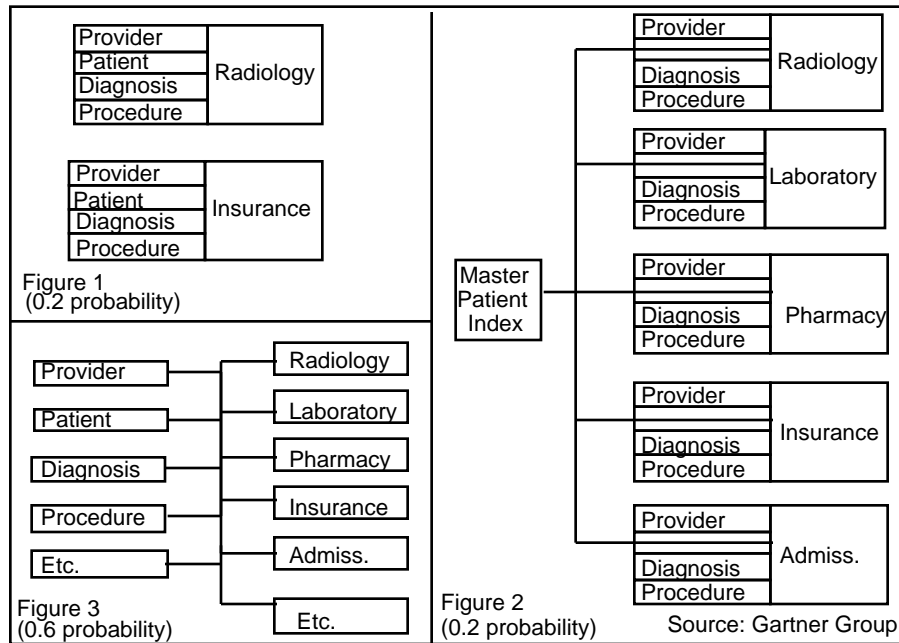 Provider
Patient
Diagnosis
Procedure
Radiology
Provider
Patient
Diagnosis
Procedure
Insurance
Figure 1
(0.2 probability)
Provider
Patient
Diagnosis
Procedure
Etc.
Radiology
Laboratory
Pharmacy
Insurance
Admiss.
Etc.
Figure 3
(0.6 probability)
Master
Patient
Index
Provider
Diagnosis
Procedure
Radiology
Provider
Diagnosis
Procedure
Laboratory
Provider
Diagnosis
Procedure
Pharmacy
Provider
Diagnosis
Procedure
Insurance
Provider
Diagnosis
Procedure
Admiss.
Figure 2
(0.2 probability)
Source: Gartner Group